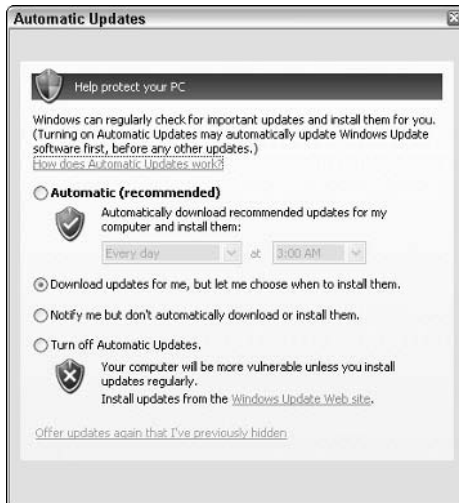 Automatic Updates
Help protect your PC
Windows can regularly check for important updates and install them for you.
(Turning on Automatic Updates may automatically update Windows Update
software first, before any other updates.)
How does Automatic Updates work?
Automatic (recommended)
Automatically download recommended updates for my
computer and install them:
Every day at 3:00 AM
Download updates for me, but let me choose when to install them.
Notify me but don't automatically download or install them.
Turn off Automatic Updates.
Your computer will be more vulnerable unless you install
updates regularly.
Install updates from the Windows Update Web site.
Offer updates again that I've previously hidden